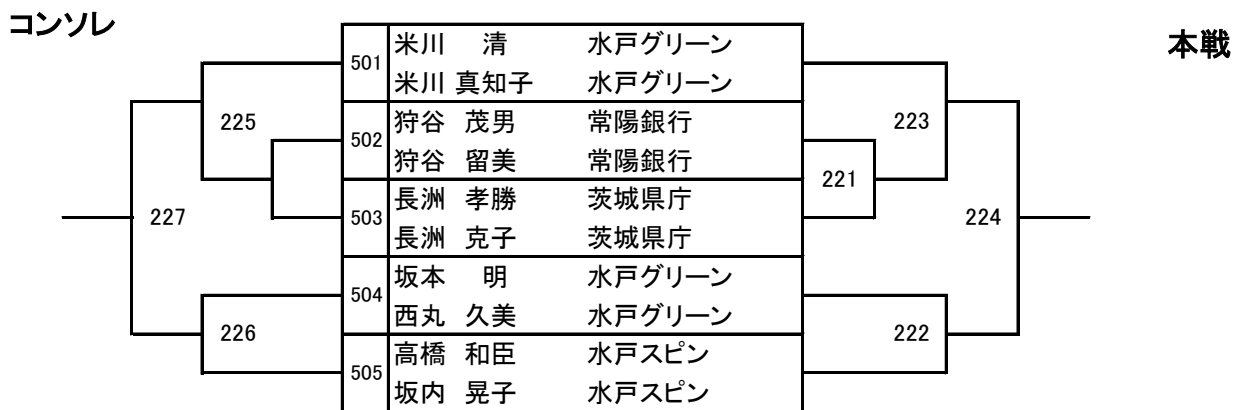 コンソレ
本戦
501 米川 清 水戸グリーン
米川 真知子 水戸グリーン
225
223
502 狩谷 茂男 常陽銀行
狩谷 留美 常陽銀行
221
503 長洲 孝勝 茨城県庁
長洲 克子 茨城県庁
227
224
504 坂本 明 水戸グリーン
西丸 久美 水戸グリーン
226
222
505 高橋 和臣 水戸スピン
坂内 晃子 水戸スピン